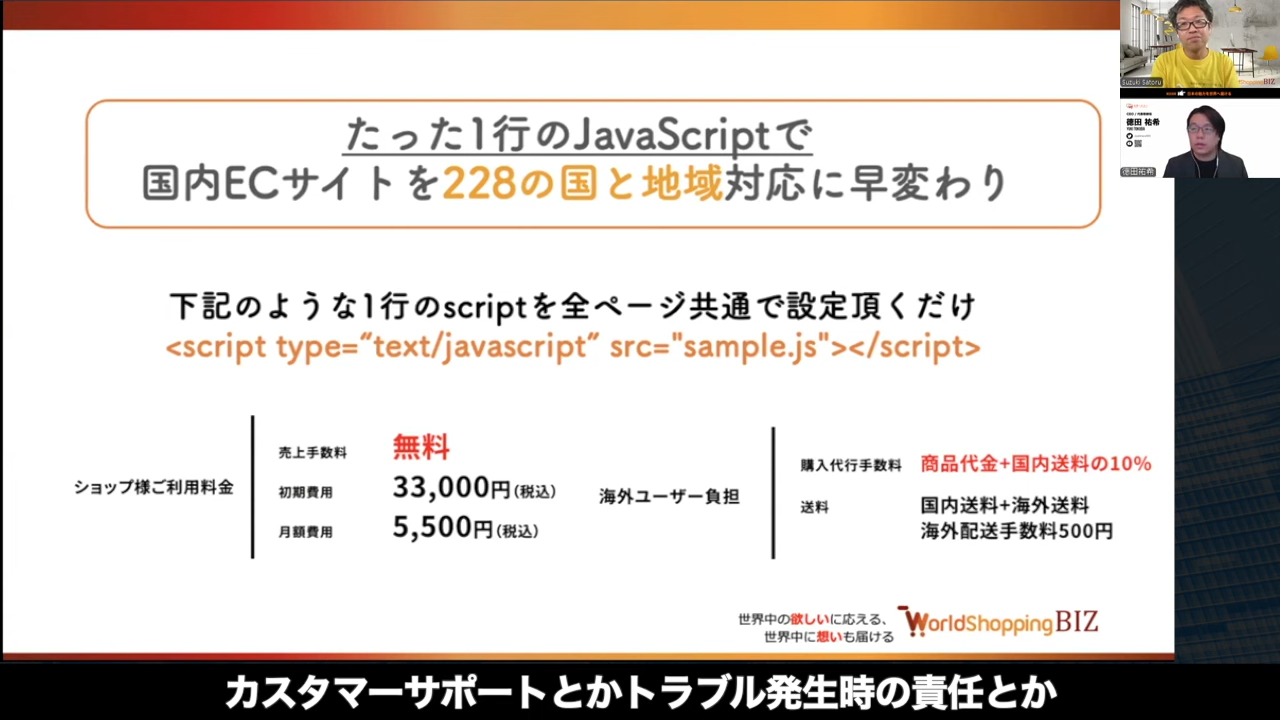 たった1行のJavaScriptで
国内ECサイトを228の国と地域対応に早変わり
下記のような1行のscriptを全ページ共通で設定頂くだけ
<script type=“text/javascript” src="sample.js"></script>
ショップ様ご利用料金
売上手数料 無料
初期費用 33,000円(税込)
月額費用 5,500円(税込)
海外ユーザー負担
購入代行手数料 商品代金+国内送料の10%
送料 国内送料+海外送料
海外配送手数料500円
世界中の欲しいに応える、
世界中に想いも届ける
WorldShoppingBIZ
Suzuki Satoru
BIZ
徳田 祐希
徳田祐希
カスタマーサポートとかトラブル発生時の責任とか